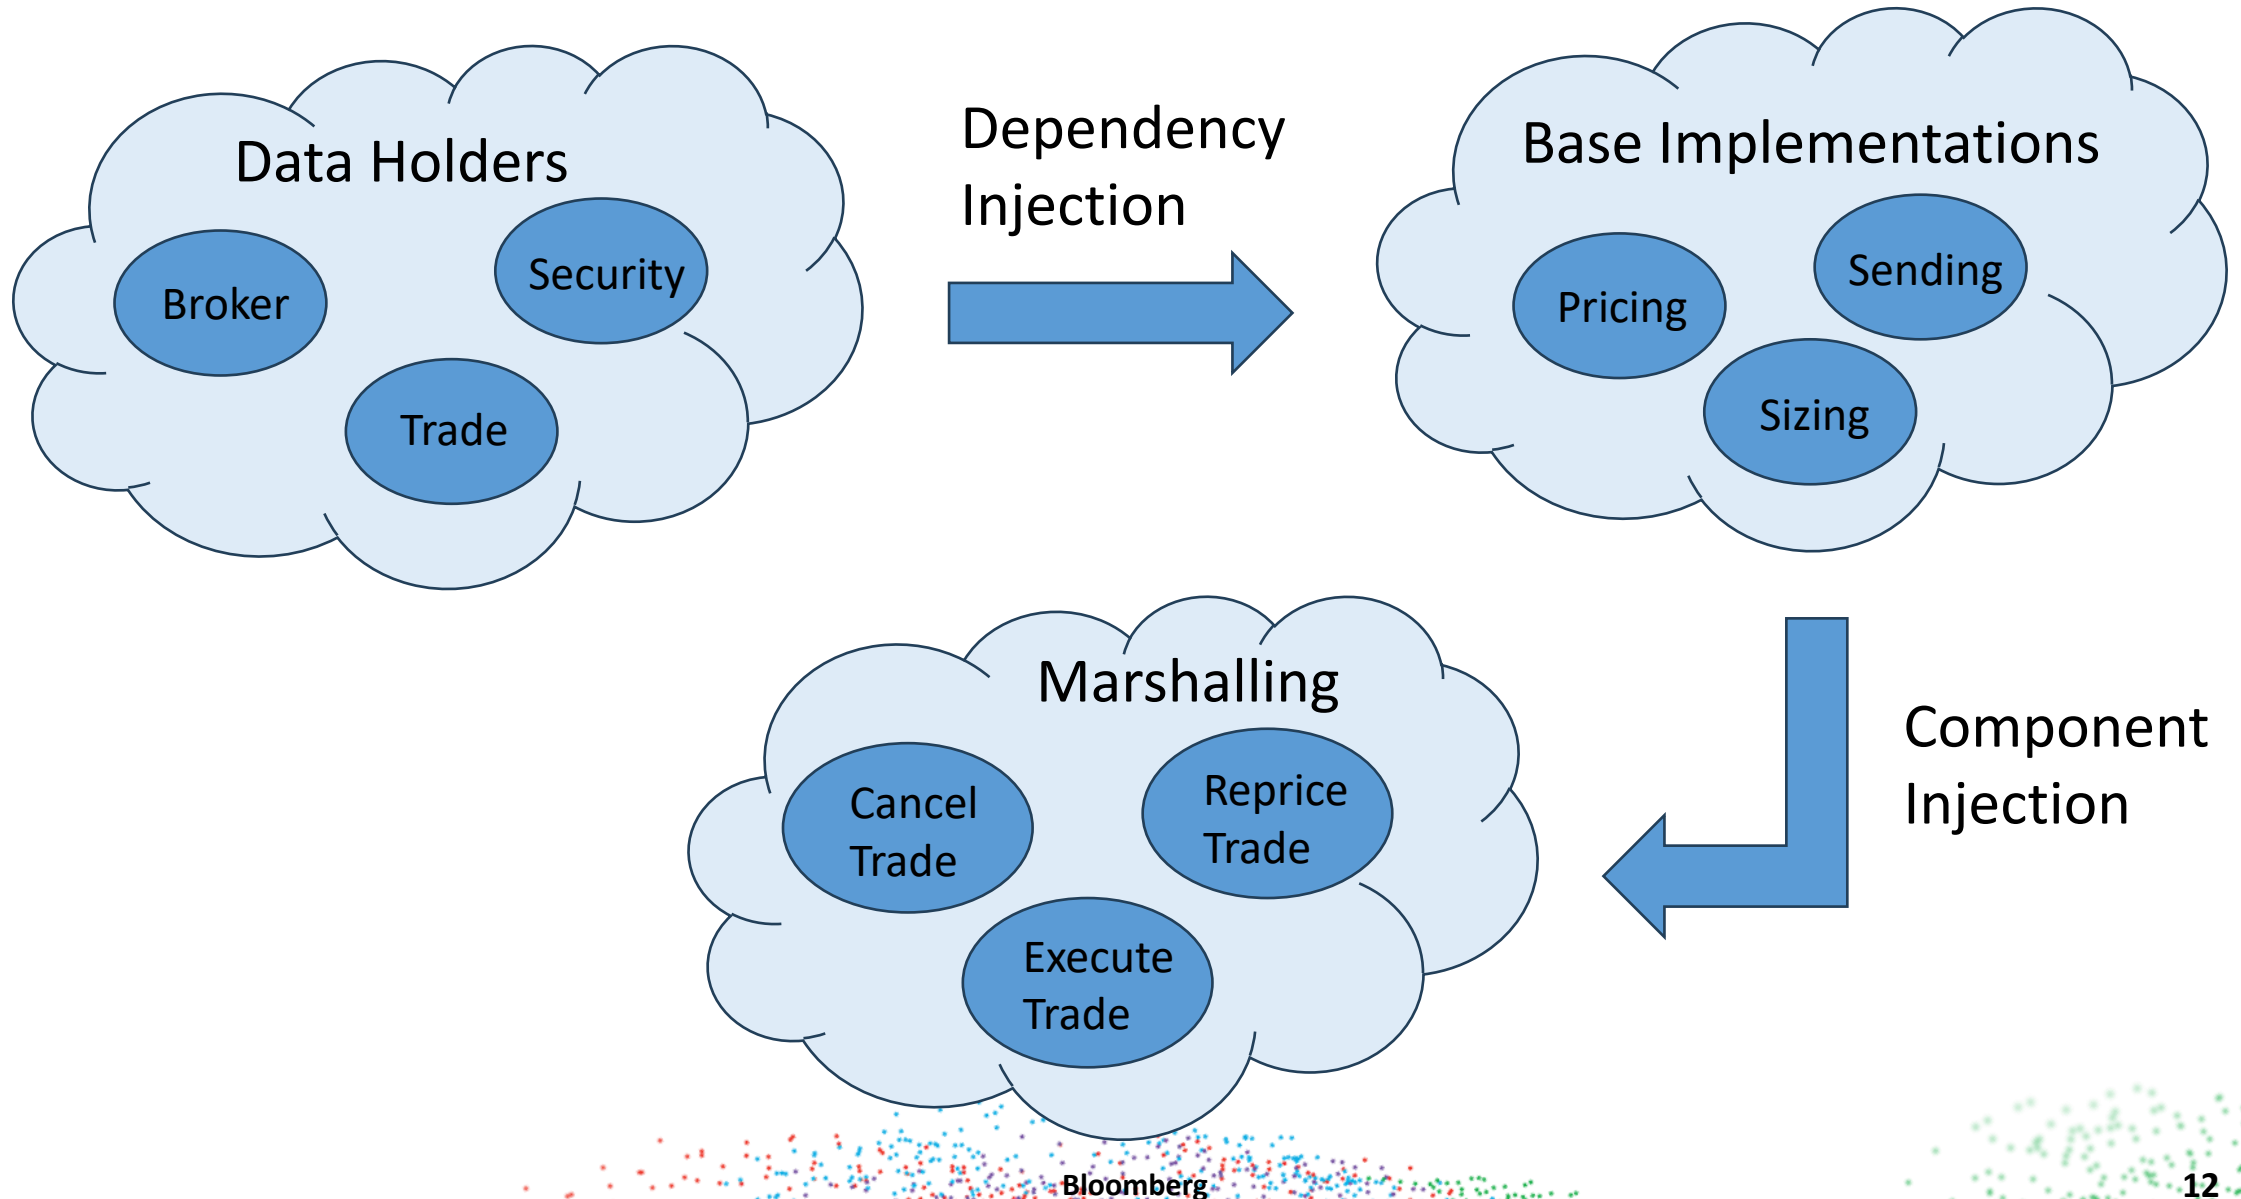 Data Holders
Broker
Security
Trade
Dependency
Injection
Base Implementations
Pricing
Sending
Sizing
Component
Injection
Marshalling
Cancel
Trade
Reprice
Trade
Execute
Trade
Bloomberg
12